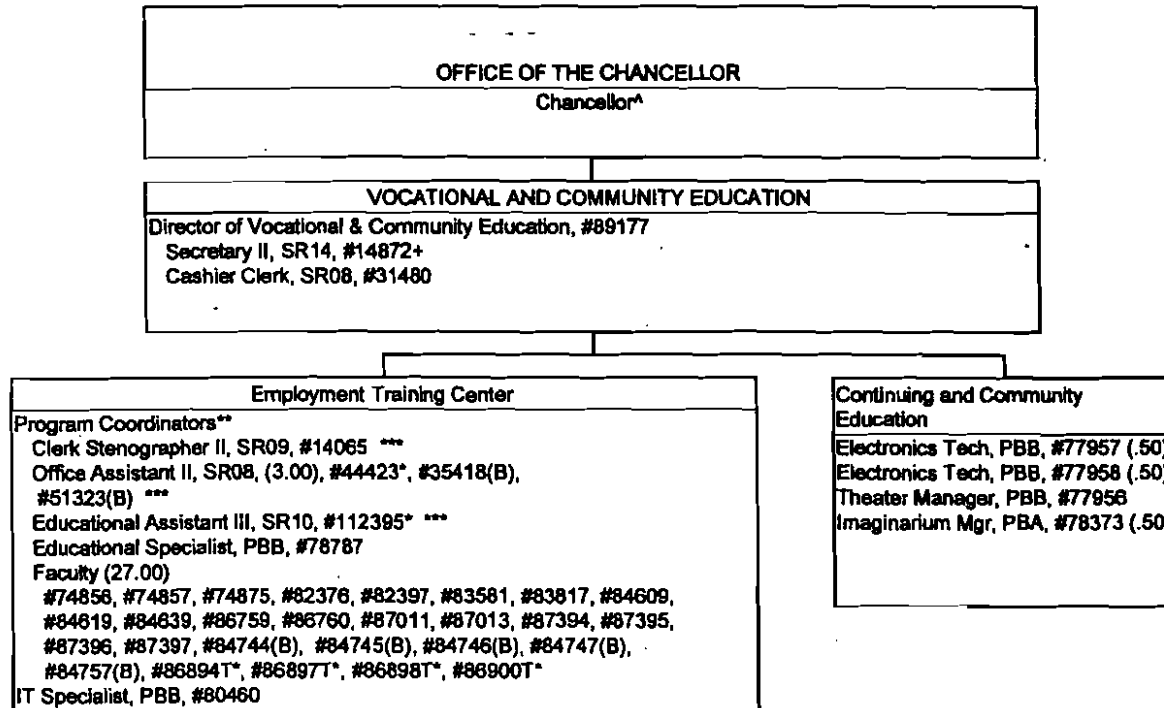 OFFICE OF THE CHANCELLOR
Chancellor^
VOCATIONAL AND COMMUNITY EDUCATION
Director of Vocational & Community Education, #89177
Secretary II, SR14, #14872+
Cashier Clerk, SR08, #31480
Employment Training Center
Program Coordinators**
Clerk Stenographer II, SR09, #14065 ***
Office Assistant II, SR08, (3.00), #44423*, #35418(B),
#51323(B) ***
Educational Assistant III, SR10, #112395* ***
Educational Specialist, PBB, #78787
Faculty (27.00)
#74856, #74857, #74875, #82376, #82397, #83581, #83817, #84609,
#84619, #84639, #86759, #86760, #87011, #87013, #87394, #87395,
#87396, #87397, #84744(B), #84745(B), #84746(B), #84747(B),
#84757(B), #86894T*, #86897T*, #86898T*, #86900T*
IT Specialist, PBB, #80460
Continuing and Community
Education
Electronics Tech, PBB, #77957 (.50)
Electronics Tech, PBB, #77958 (.50)
Theater Manager, PBB, #77956
Imaginarium Mgr, PBA, #78373 (.50